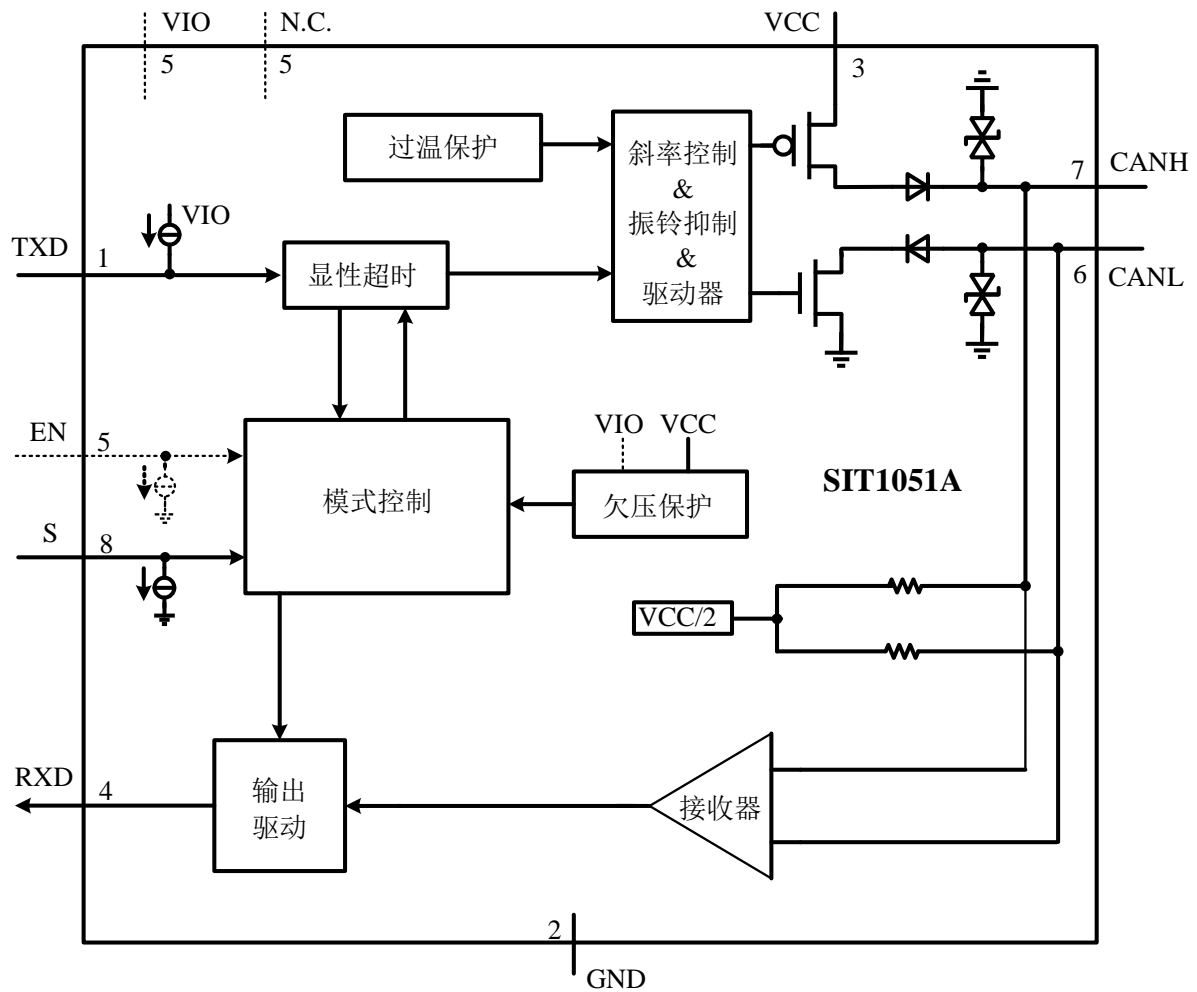 VIO
N.C.
VCC
5
5
3
过温保护
斜率控制
&
振铃抑制
&
驱动器
7
CANH
VIO
TXD
1
显性超时
6
CANL
EN
5
VIO
VCC
模式控制
欠压保护
SIT1051A
S
8
VCC/2
RXD
4
输出
驱动
接收器
2
GND